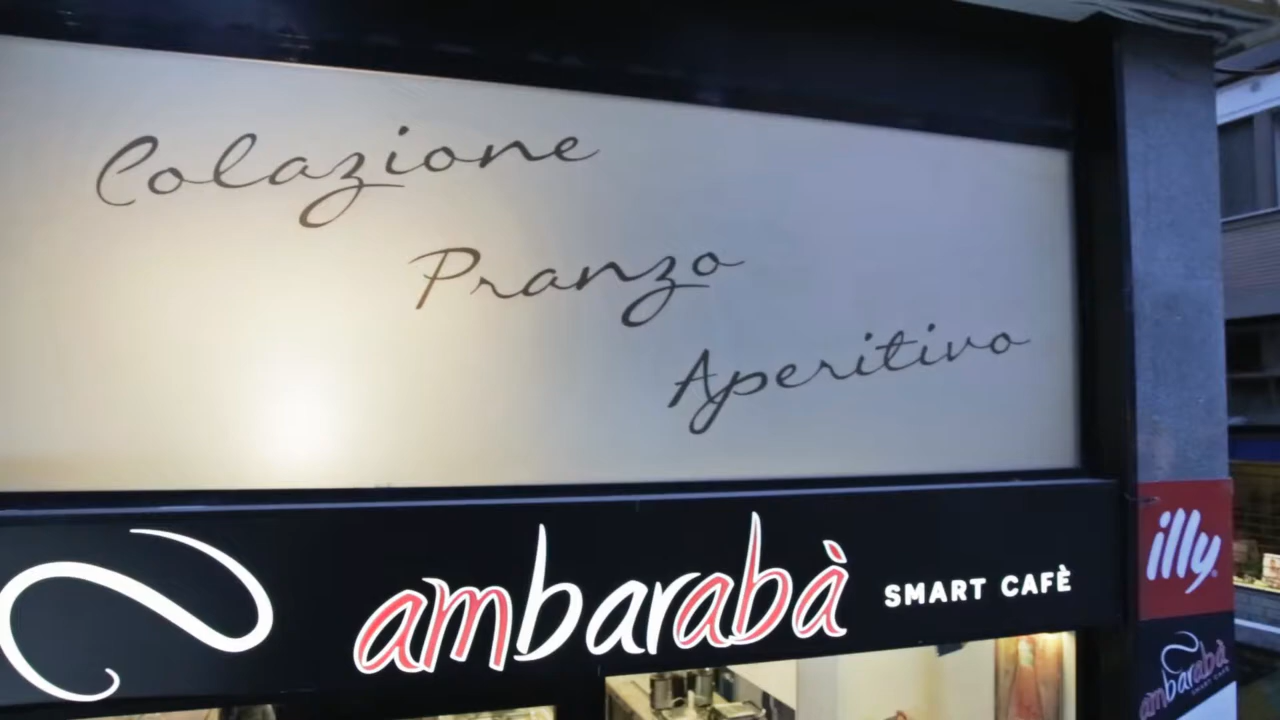 Colazione
Pranzo
Aperitivo
ambarabà SMART CAFÈ
illy
ambarabà
SMART CAFÈ